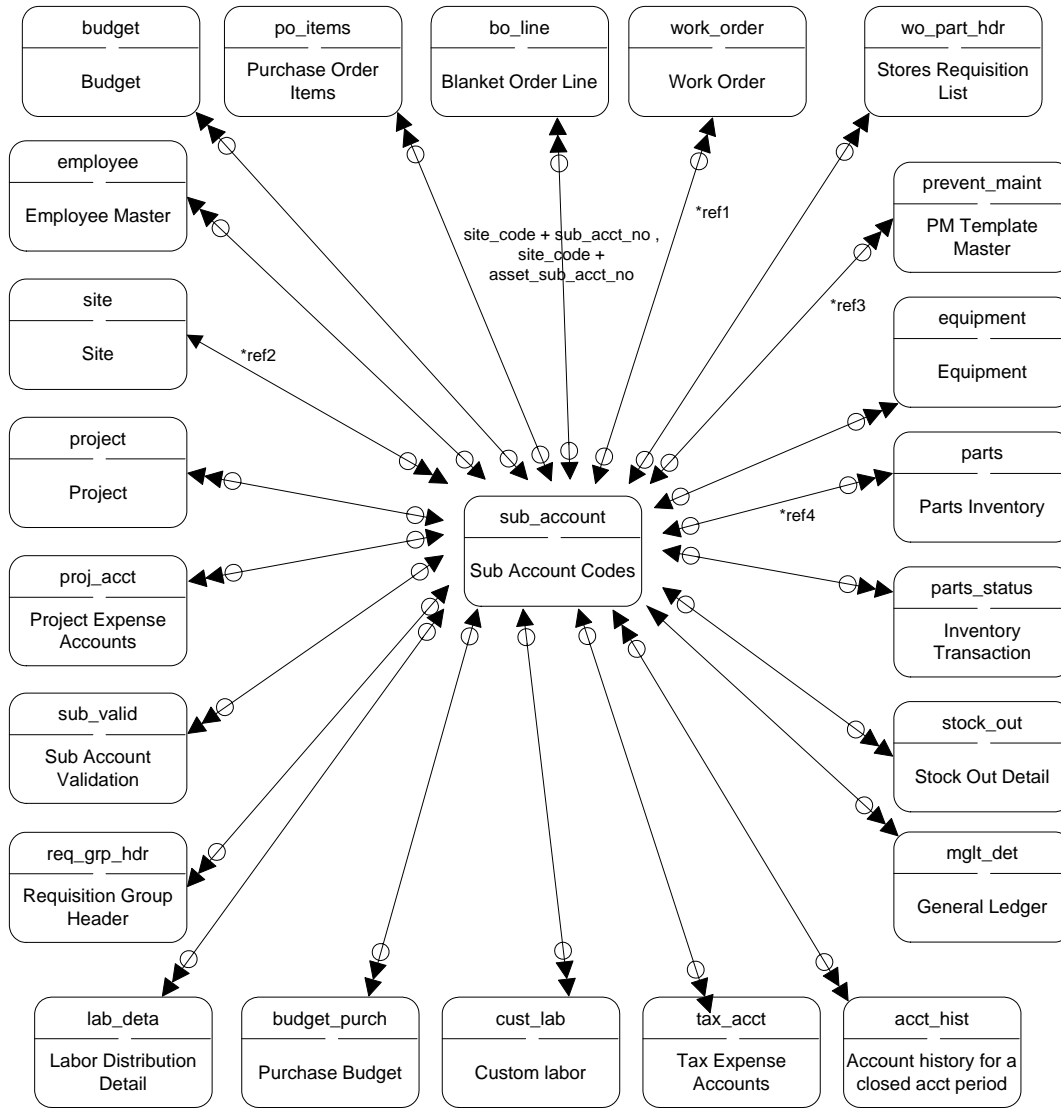 budget
Budget
po_items
Purchase Order
Items
bo_line
Blanket Order Line
work_order
Work Order
wo_part_hdr
Stores Requisition
List
employee
Employee Master
prevent_maint
PM Template
Master
*ref1
site_code + sub_acct_no ,
site_code +
asset_sub_acct_no
site
Site
*ref2
*ref3
equipment
Equipment
project
Project
parts
Parts Inventory
*ref4
sub_account
Sub Account Codes
proj_acct
Project Expense
Accounts
parts_status
Inventory
Transaction
sub_valid
Sub Account
Validation
stock_out
Stock Out Detail
req_grp_hdr
Requisition Group
Header
mglt_det
General Ledger
lab_deta
Labor Distribution
Detail
budget_purch
Purchase Budget
cust_lab
Custom labor
tax_acct
Tax Expense
Accounts
acct_hist
Account history for a
closed acct period